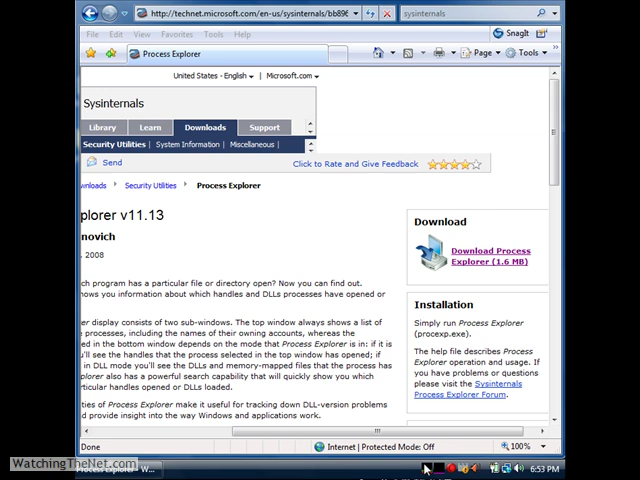 http://technet.microsoft.com/en-us/sysinternals/bb896
sysinternals
File Edit View Favorites Tools Help
SnagIt
Process Explorer
Page Tools
United States - English | Microsoft.com
Sysinternals
Library Learn Downloads Support
Security Utilities | System Information | Miscellaneous |
Send
Click to Rate and Give Feedback
wnloads Security Utilities Process Explorer
plorer v11.13
novich
, 2008
ch program has a particular file or directory open? Now you can find out.
hows you information about which handles and DLLs processes have opened or
er display consists of two sub-windows. The top window always shows a list of
e processes, including the names of their owning accounts, whereas the
ed in the bottom window depends on the mode that Process Explorer is in: if it is
u'll see the handles that the process selected in the top window has opened; if
in DLL mode you'll see the DLLs and memory-mapped files that the process has
Explorer also has a powerful search capability that will quickly show you which
rticular handles opened or DLLs loaded.
ties of Process Explorer make it useful for tracking down DLL-version problems
nd provide insight into the way Windows and applications work.
Download
Download Process
Explorer (1.6 MB)
Installation
Simply run Process Explorer
(procexp.exe).
The help file describes Process
Explorer operation and usage. If
you have problems or questions
please visit the Sysinternals
Process Explorer Forum.
Done
Internet | Protected Mode: Off
100%
WatchingTheNet.com
Process Explorer - W...
6:53 PM